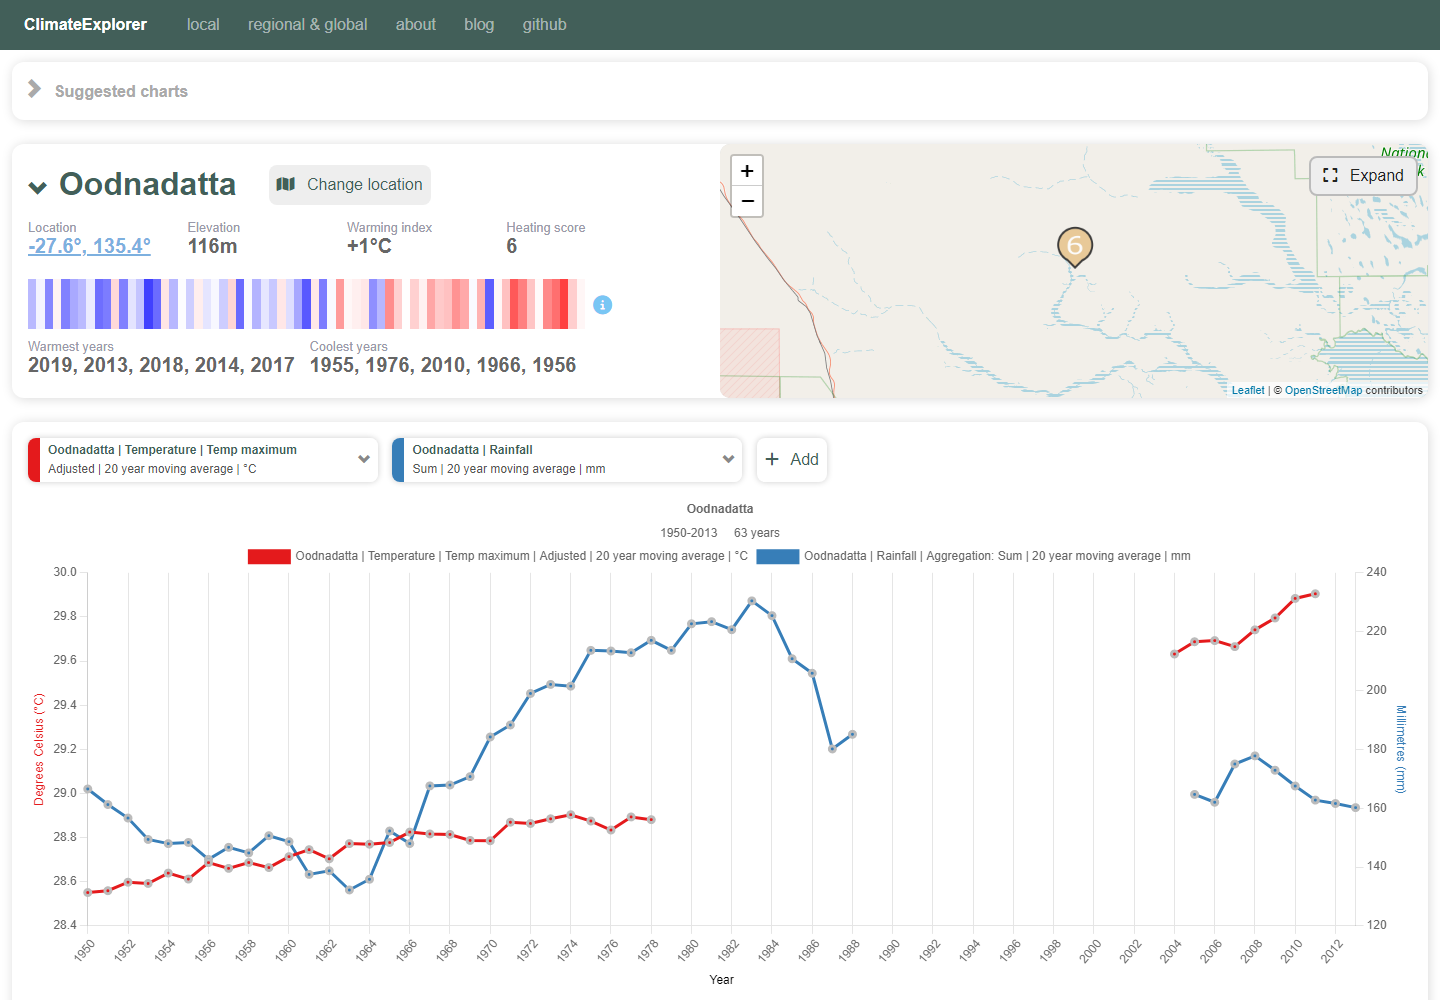 ClimateExplorer local regional & global about blog github
Suggested charts
Oodnadatta Change location
Location Elevation Warming index Heating score
-27.6°, 135.4° 116m +1°C 6
Warmest years Coolest years
2019, 2013, 2018, 2014, 2017 1955, 1976, 2010, 1966, 1956
+
−
Nation
k
Expand
6
Leaflet | © OpenStreetMap contributors
Oodnadatta | Temperature | Temp maximum
Adjusted | 20 year moving average | °C
Oodnadatta | Rainfall
Sum | 20 year moving average | mm
+ Add
Oodnadatta
1950-2013 63 years
Oodnadatta | Temperature | Temp maximum | Adjusted | 20 year moving average | °C Oodnadatta | Rainfall | Aggregation: Sum | 20 year moving average | mm
30.0
29.8
29.6
29.4
29.2
29.0
28.8
28.6
28.4
Degrees Celsius (°C)
240
220
200
180
160
140
120
Millimetres (mm)
1950 1952 1954 1956 1958 1960 1962 1964 1966 1968 1970 1972 1974 1976 1978 1980 1982 1984 1986 1988 1990 1992 1994 1996 1998 2000 2002 2004 2006 2008 2010 2012
Year